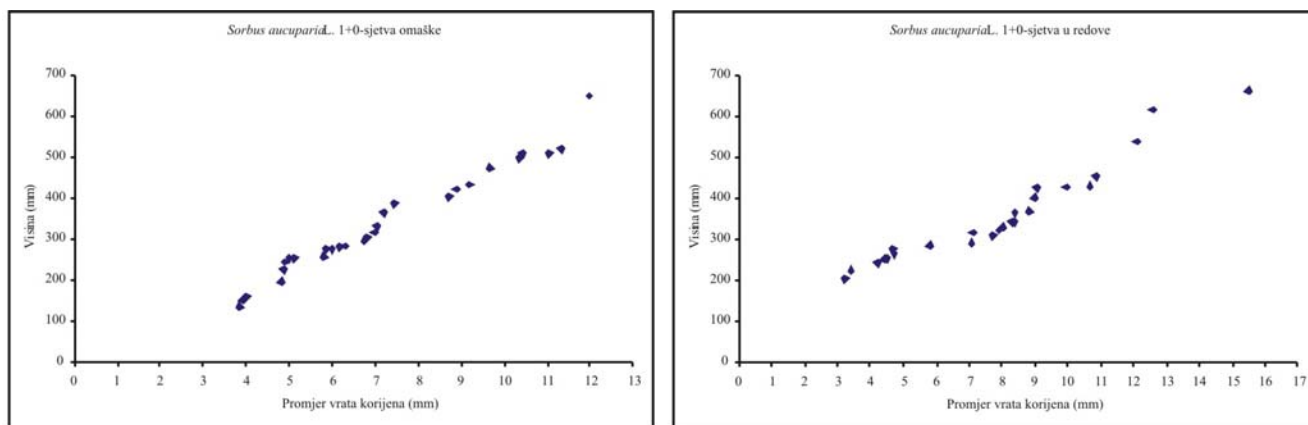 Sorbus aucupariaL. 1+0-sjetva omaške
Visina (mm)
700
600
500
400
300
200
100
0
0 1 2 3 4 5 6 7 8 9 10 11 12 13
Promjer vrata korijena (mm)
Sorbus aucupariaL. 1+0-sjetva u redove
Visina (mm)
700
600
500
400
300
200
100
0
0 1 2 3 4 5 6 7 8 9 10 11 12 13 14 15 16 17
Promjer vrata korijena (mm)